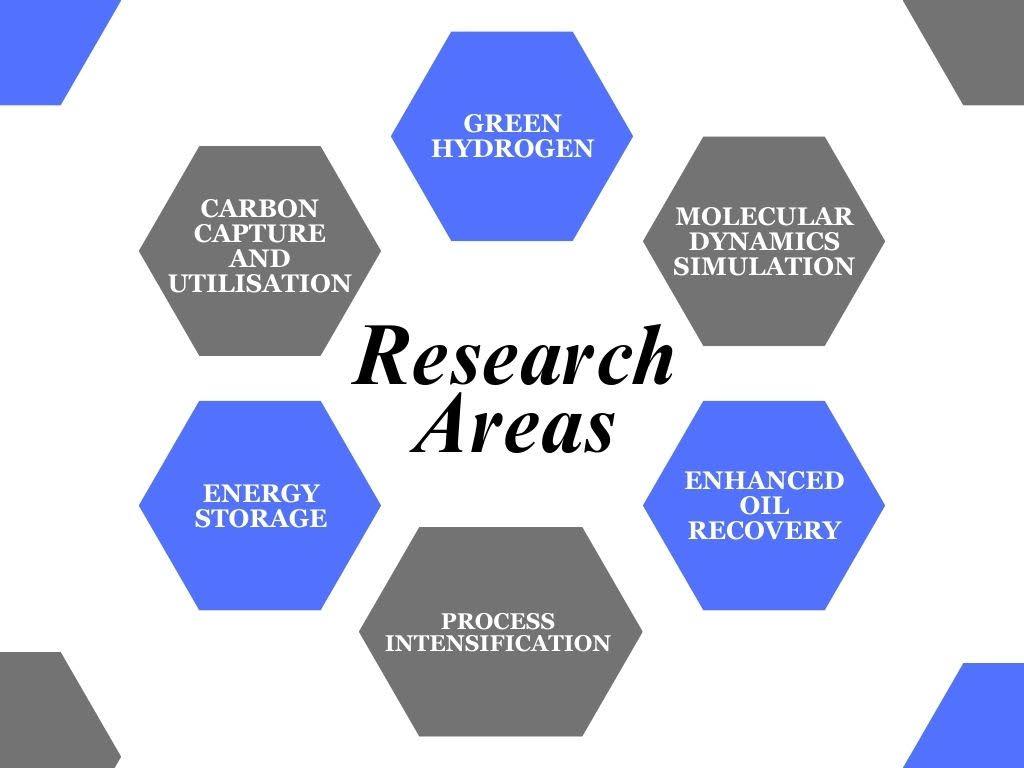 GREEN
HYDROGEN
CARBON
CAPTURE
AND
UTILISATION
MOLECULAR
DYNAMICS
SIMULATION
Research
Areas
ENERGY
STORAGE
ENHANCED
OIL
RECOVERY
PROCESS
INTENSIFICATION